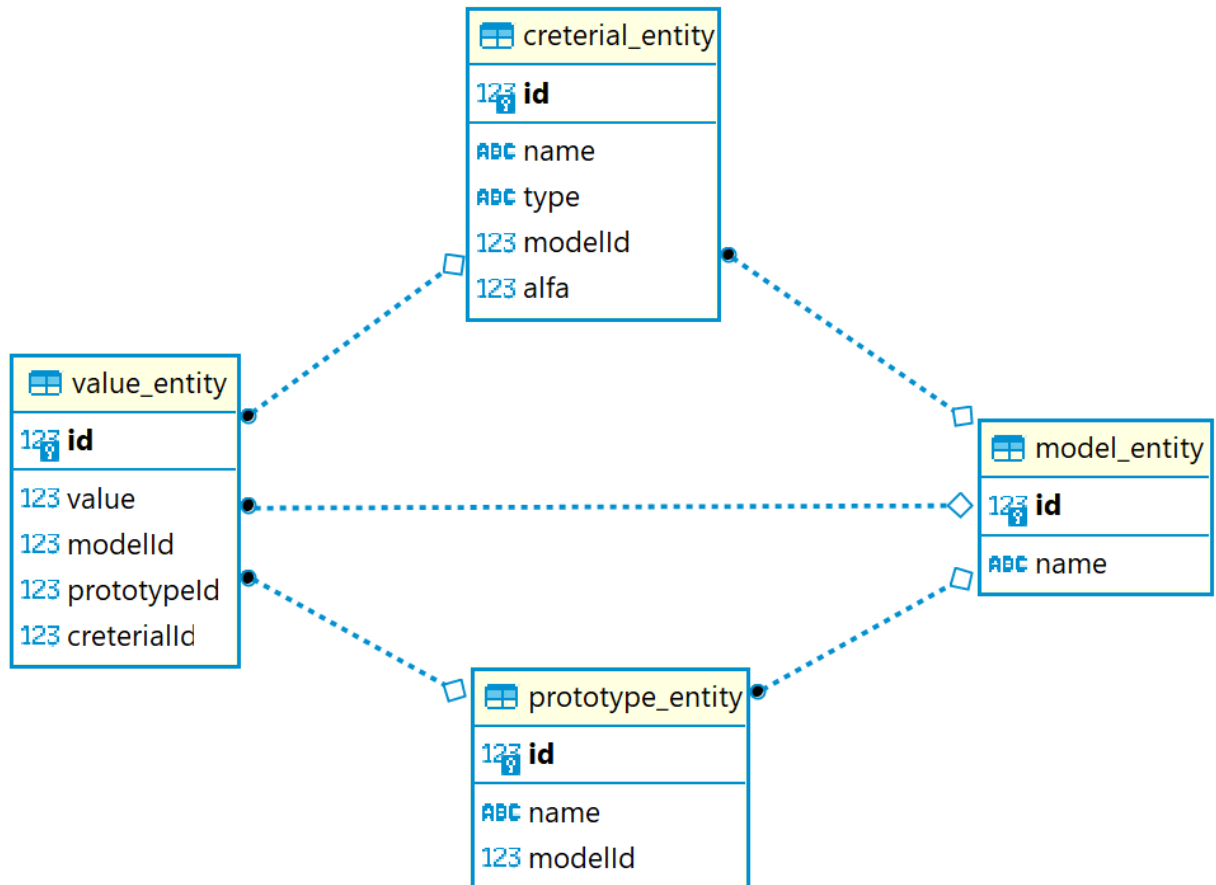 creterial_entity
123 id
ABC name
ABC type
123 modelId
123 alfa
value_entity
123 id
123 value
123 modelId
123 prototypeId
123 creterialId
model_entity
123 id
ABC name
prototype_entity
123 id
ABC name
123 modelId